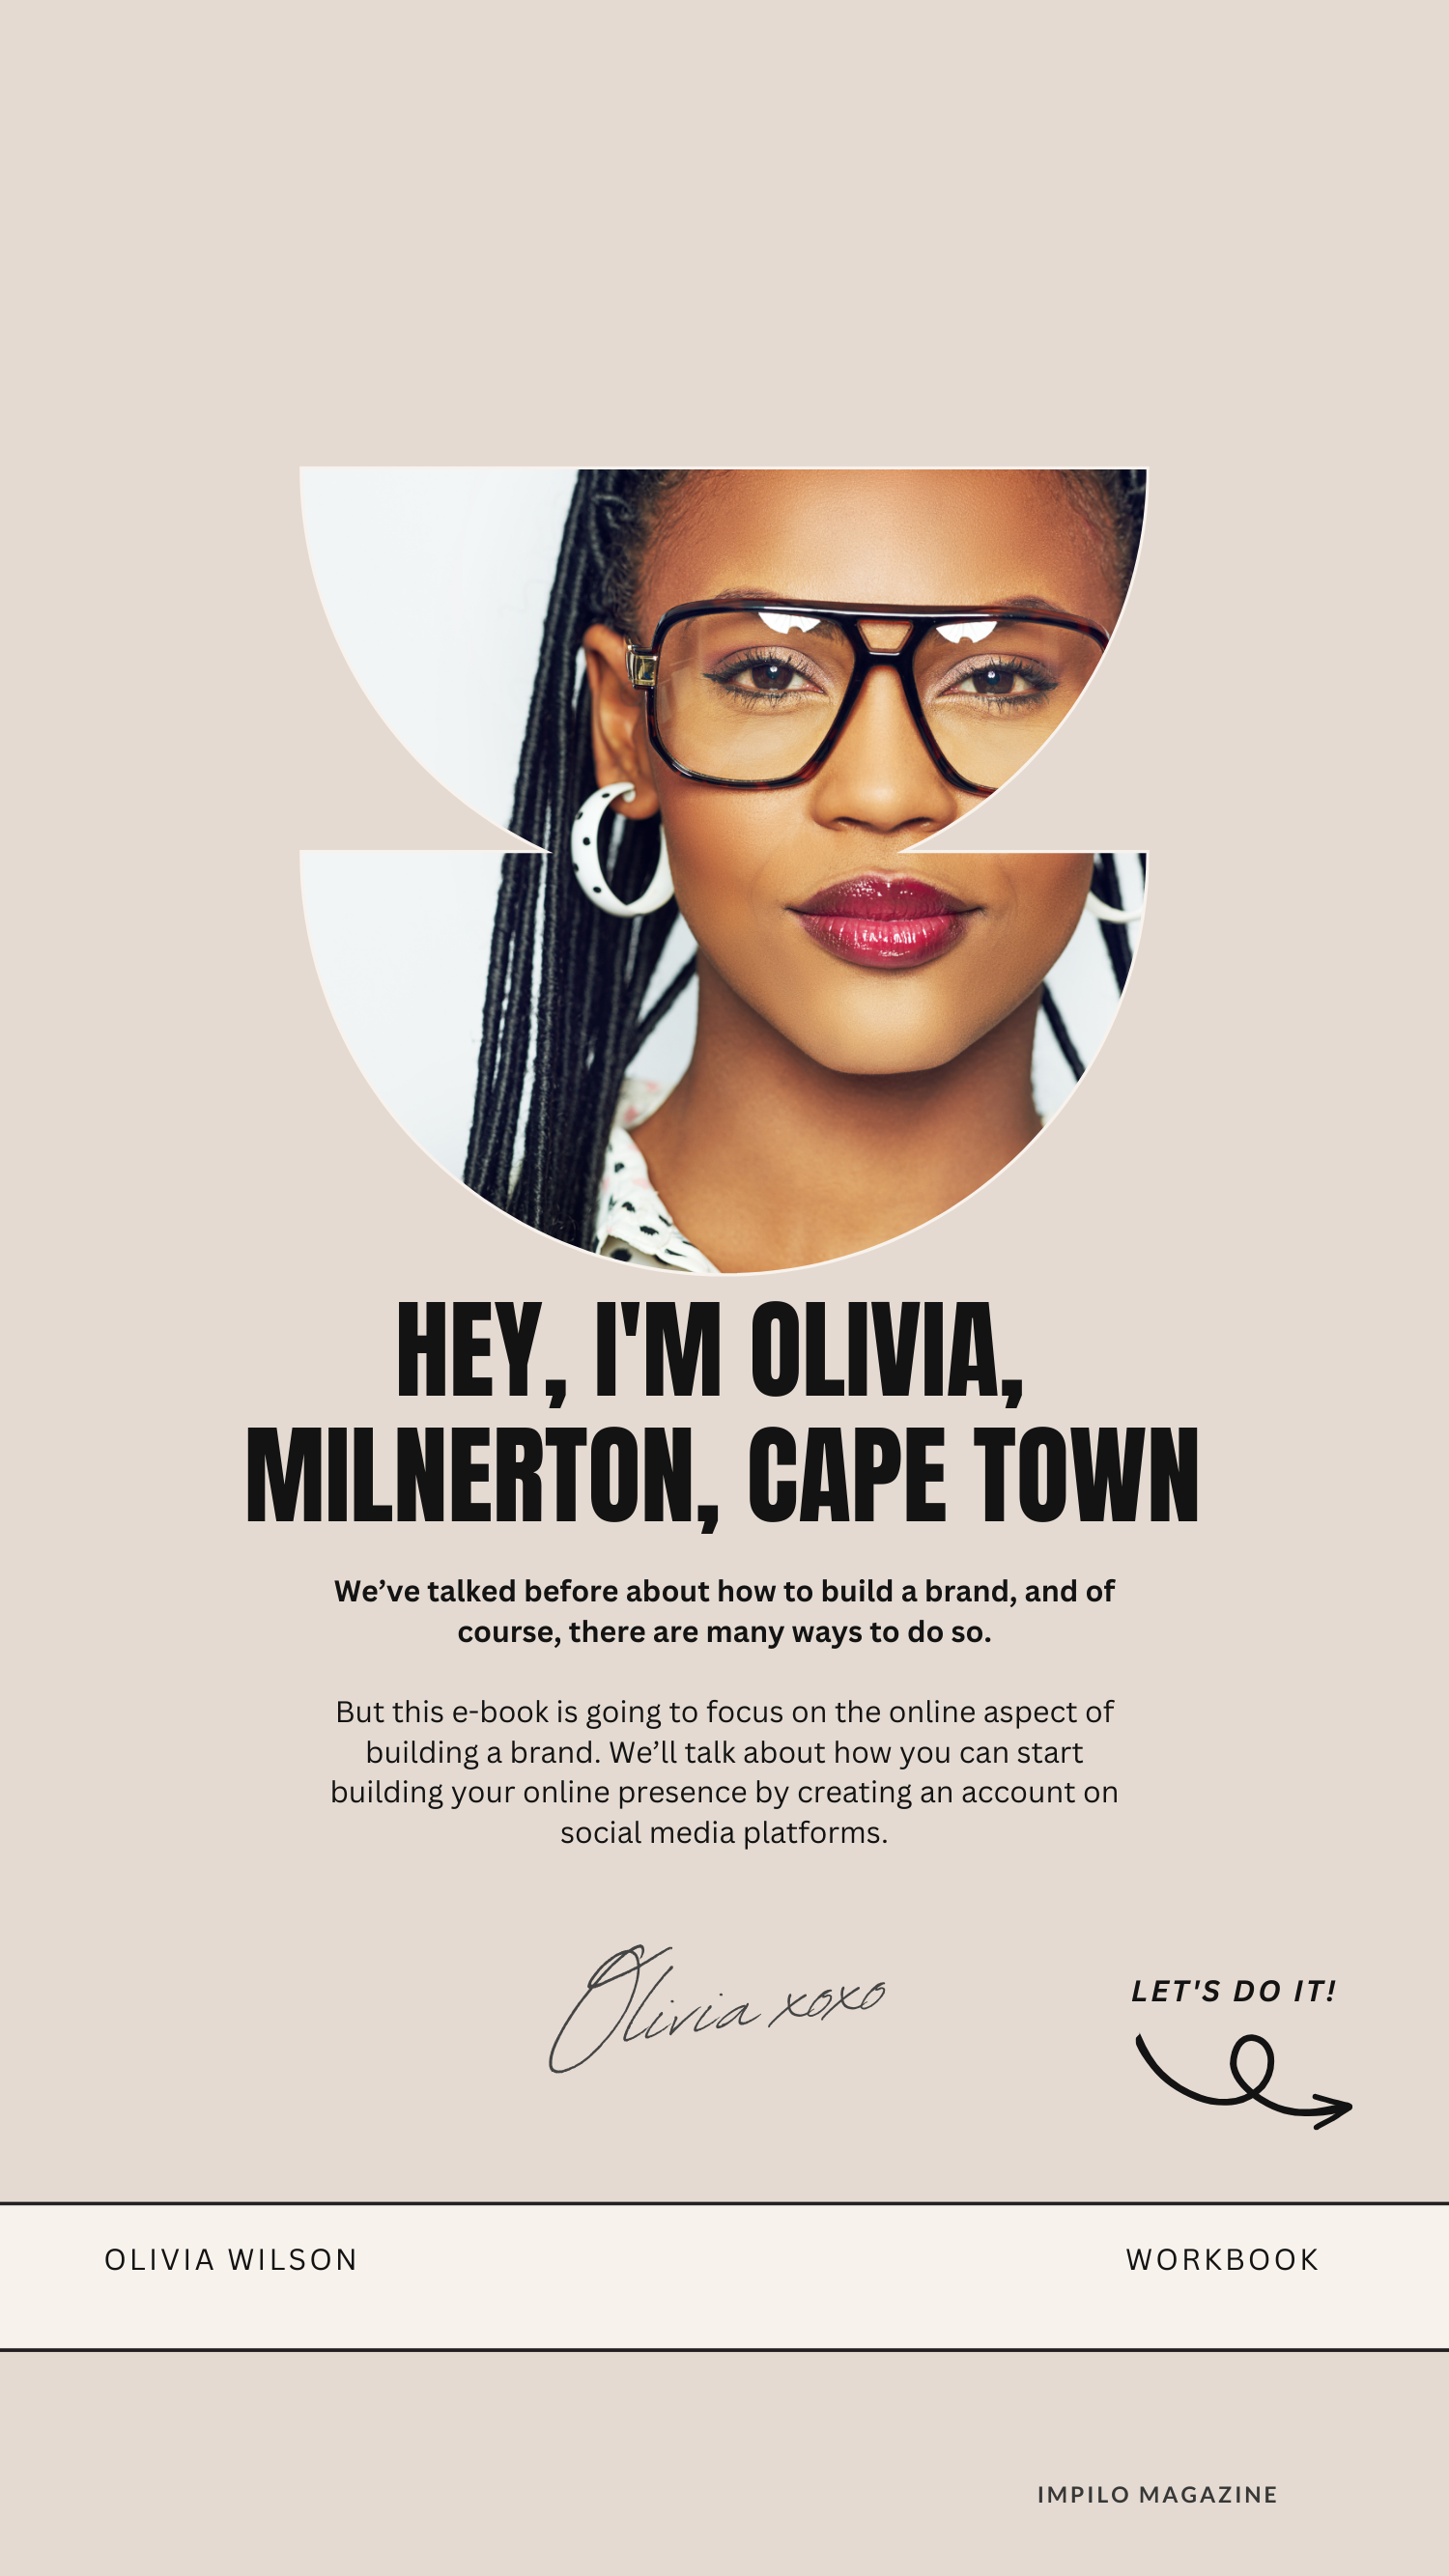 HEY, I'M OLIVIA,
MILNERTON, CAPE TOWN
We’ve talked before about how to build a brand, and of
course, there are many ways to do so.
But this e-book is going to focus on the online aspect of
building a brand. We’ll talk about how you can start
building your online presence by creating an account on
social media platforms.
Olivia xoxo
LET'S DO IT!
OLIVIA WILSON
WORKBOOK
IMPILO MAGAZINE